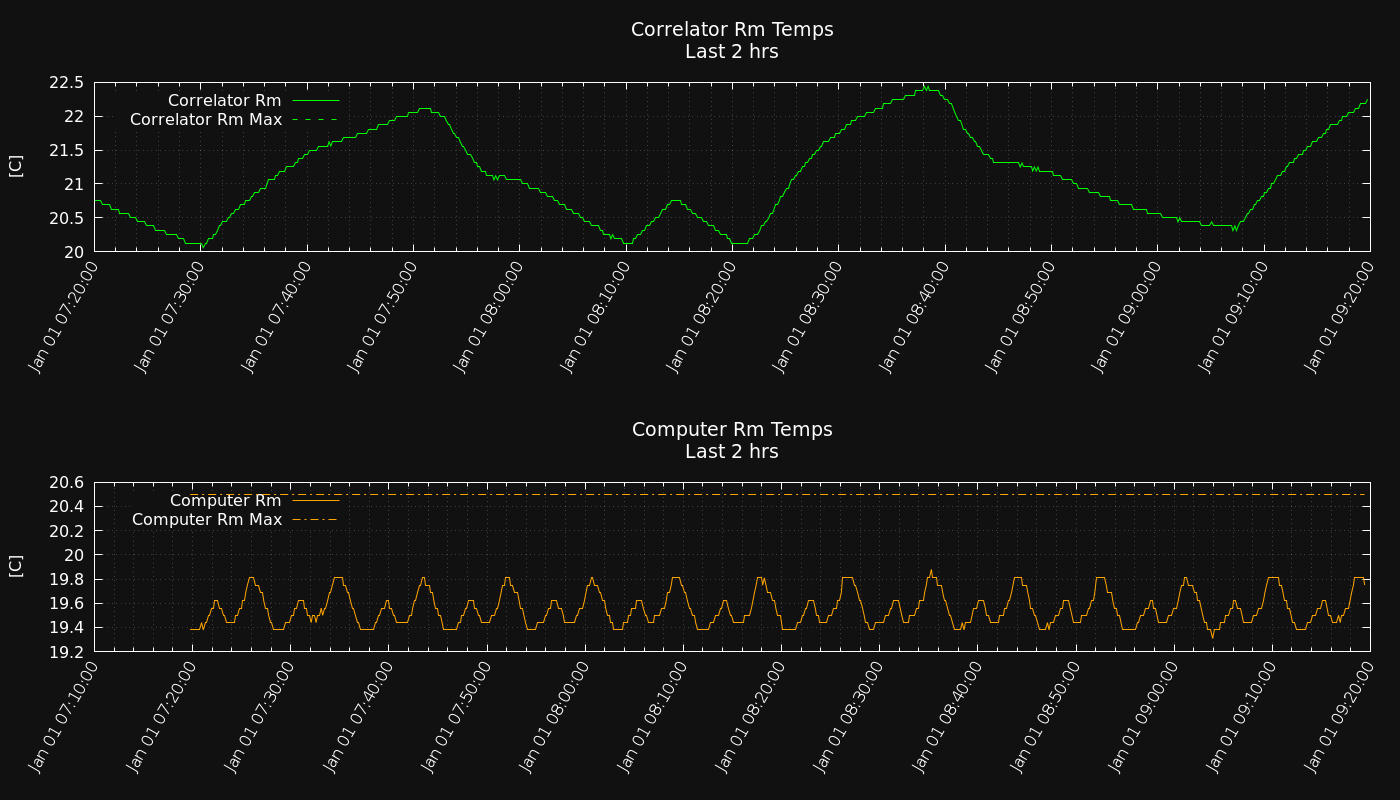 Correlator Rm Temps
Last 2 hrs
22.5
22
21.5
21
20.5
20
[C]
Correlator Rm
Correlator Rm Max
Jan 01 07:20:00
Jan 01 07:30:00
Jan 01 07:40:00
Jan 01 07:50:00
Jan 01 08:00:00
Jan 01 08:10:00
Jan 01 08:20:00
Jan 01 08:30:00
Jan 01 08:40:00
Jan 01 08:50:00
Jan 01 09:00:00
Jan 01 09:10:00
Jan 01 09:20:00
Computer Rm Temps
Last 2 hrs
20.6
20.4
20.2
20
19.8
19.6
19.4
19.2
[C]
Computer Rm
Computer Rm Max
Jan 01 07:10:00
Jan 01 07:20:00
Jan 01 07:30:00
Jan 01 07:40:00
Jan 01 07:50:00
Jan 01 08:00:00
Jan 01 08:10:00
Jan 01 08:20:00
Jan 01 08:30:00
Jan 01 08:40:00
Jan 01 08:50:00
Jan 01 09:00:00
Jan 01 09:10:00
Jan 01 09:20:00